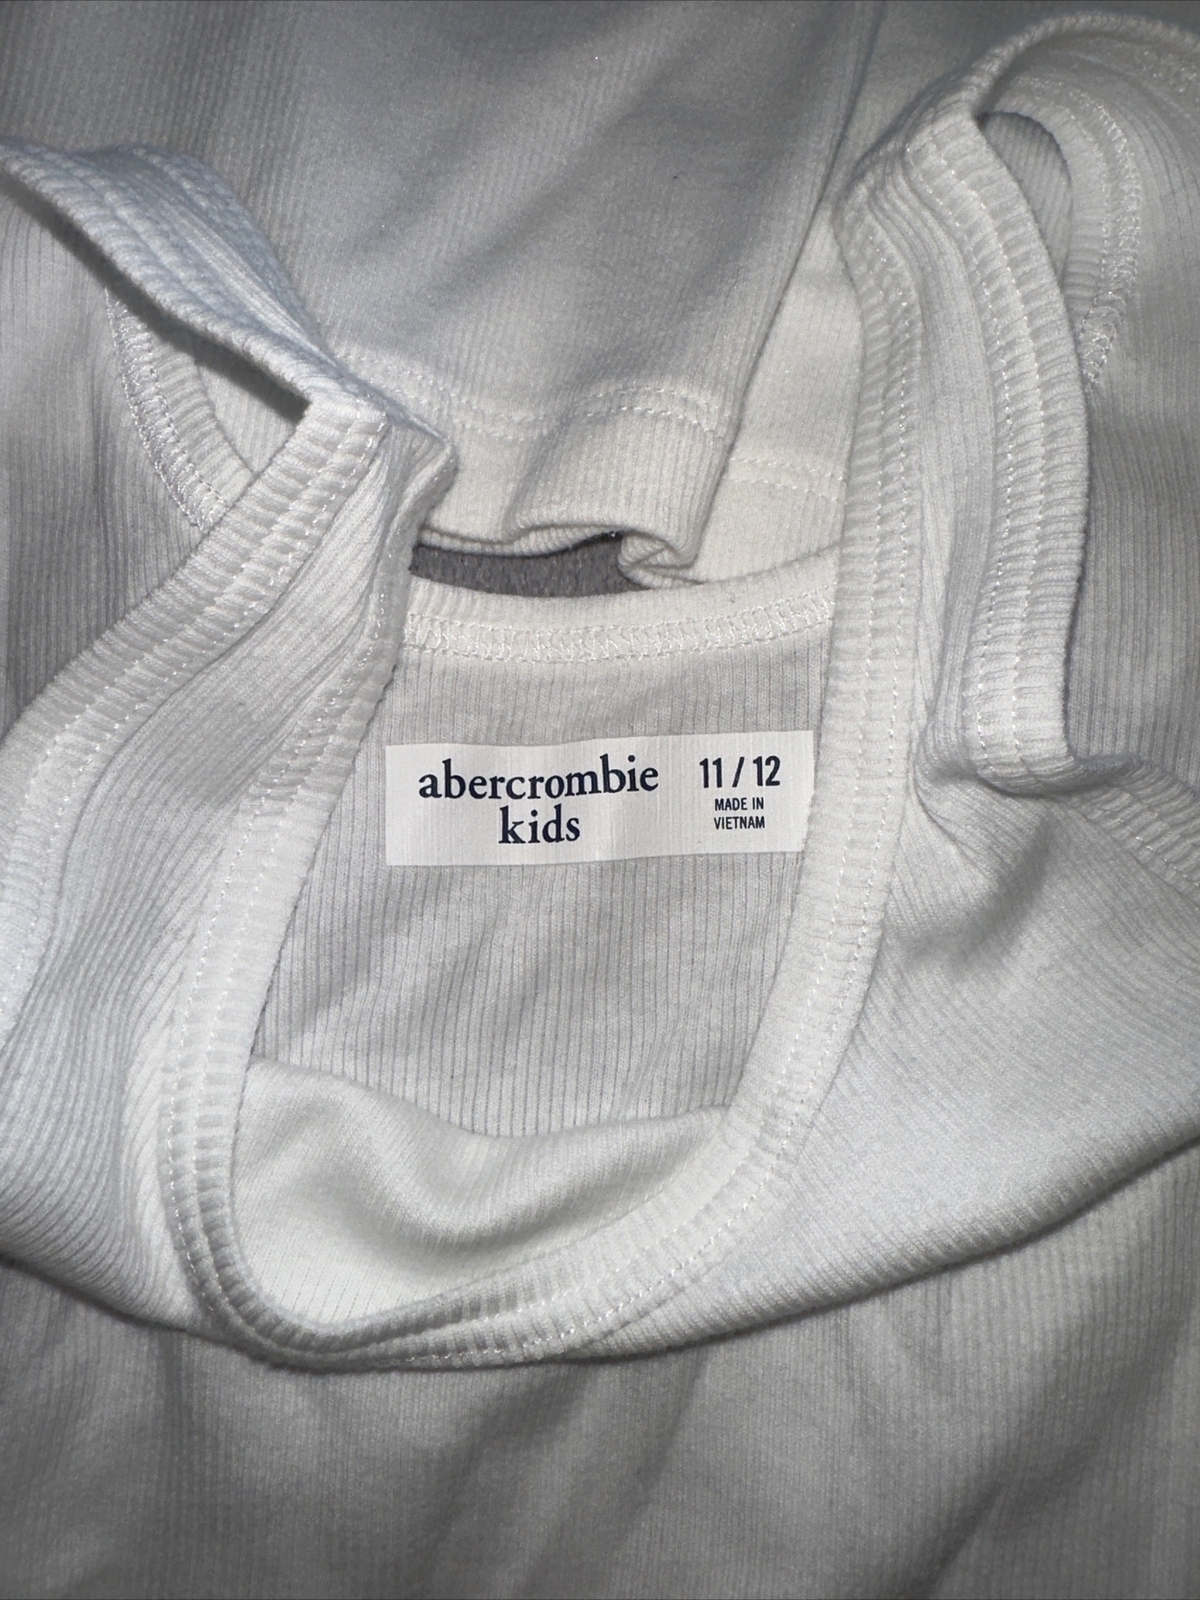 abercrombie
kids
11 / 12
MADE IN
VIETNAM